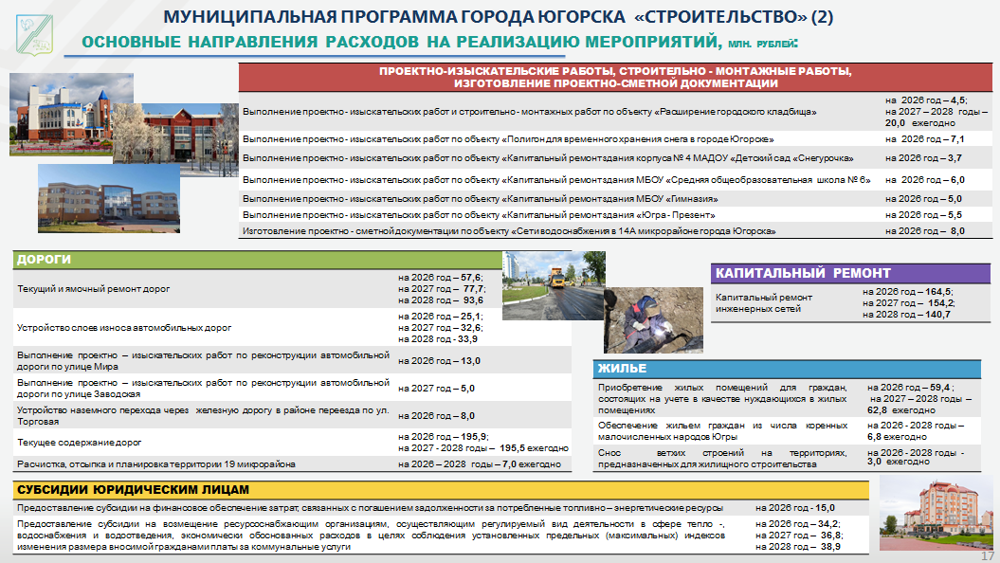 МУНИЦИПАЛЬНАЯ ПРОГРАММА ГОРОДА ЮГОРСКА «СТРОИТЕЛЬСТВО» (2)
ОСНОВНЫЕ НАПРАВЛЕНИЯ РАСХОДОВ НА РЕАЛИЗАЦИЮ МЕРОПРИЯТИЙ, МЛН. РУБЛЕЙ:
ПРОЕКТНО-ИЗЫСКАТЕЛЬСКИЕ РАБОТЫ, СТРОИТЕЛЬНО - МОНТАЖНЫЕ РАБОТЫ,
ИЗГОТОВЛЕНИЕ ПРОЕКТНО-СМЕТНОЙ ДОКУМЕНТАЦИИ
Выполнение проектно - изыскательских работ и строительно - монтажных работ по объекту «Расширение городского кладбища»
на 2026 год – 4,5;
на 2027 – 2028 годы –
20,0 ежегодно
Выполнение проектно - изыскательских работ по объекту «Полигон для временного хранения снега в городе Югорске»
на 2026 год – 7,1
Выполнение проектно - изыскательских работ по объекту «Капитальный ремонт здания корпуса № 4 МАДОУ «Детский сад «Снегурочка»
на 2026 год – 3,7
Выполнение проектно - изыскательских работ по объекту «Капитальный ремонт здания МБОУ «Средняя общеобразовательная школа № 6»
на 2026 год – 6,0
Выполнение проектно - изыскательских работ по объекту «Капитальный ремонт здания МБОУ «Гимназия»
на 2026 год – 5,0
Выполнение проектно - изыскательских работ по объекту «Капитальный ремонт здания «Югра - Презент»
на 2026 год – 5,5
Изготовление проектно - сметной документации по объекту «Сети водоснабжения в 14А микрорайоне города Югорска»
на 2026 год – 8,0
ДОРОГИ
Текущий и ямочный ремонт дорог
на 2026 год – 57,6;
на 2027 год – 77,7;
на 2028 год – 93,6
Устройство слоев износа автомобильных дорог
на 2026 год – 25,1;
на 2027 год – 32,6;
на 2028 год - 33,9
Выполнение проектно – изыскательских работ по реконструкции автомобильной
дороги по улице Мира
на 2026 год – 13,0
Выполнение проектно – изыскательских работ по реконструкции автомобильной
дороги по улице Заводская
на 2027 год – 5,0
Устройство наземного перехода через железную дорогу в районе переезда по ул.
Торговая
на 2026 год – 8,0
Текущее содержание дорог
на 2026 год – 195,9;
на 2027 - 2028 годы – 195,5 ежегодно
Расчистка, отсыпка и планировка территории 19 микрорайона
на 2026 – 2028 годы – 7,0 ежегодно
КАПИТАЛЬНЫЙ РЕМОНТ
Капитальный ремонт
инженерных сетей
на 2026 год – 164,5;
на 2027 год – 154,2;
на 2028 год – 140,7
ЖИЛЬЕ
Приобретение жилых помещений для граждан,
состоящих на учете в качестве нуждающихся в жилых
помещениях
на 2026 год – 59,4 ;
на 2027 – 2028 годы –
62,8 ежегодно
Обеспечение жильем граждан из числа коренных
малочисленных народов Югры
на 2026 - 2028 годы –
6,8 ежегодно
Снос ветхих строений на территориях,
предназначенных для жилищного строительства
на 2026 - 2028 годы -
3,0 ежегодно
СУБСИДИИ ЮРИДИЧЕСКИМ ЛИЦАМ
Предоставление субсидии на финансовое обеспечение затрат, связанных с погашением задолженности за потребленные топливно – энергетические ресурсы
на 2026 год - 15,0
Предоставление субсидии на возмещение ресурсоснабжающим организациям, осуществляющим регулируемый вид деятельности в сфере тепло -,
водоснабжения и водоотведения, экономически обоснованных расходов в целях соблюдения установленных предельных (максимальных) индексов
изменения размера вносимой гражданами платы за коммунальные услуги
на 2026 год – 34,2;
на 2027 год – 36,8;
на 2028 год – 38,9
17